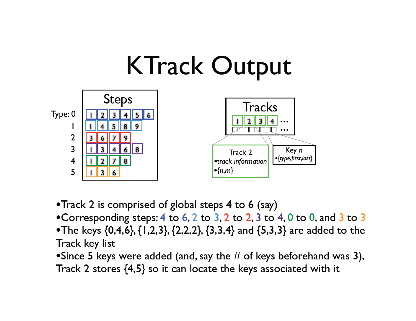 KTrack Output
Steps
Type: 0 1 2 3 4 5 6
1 1 4 5 8 9
2 3 6 7 9
3 1 3 4 6 8
4 1 2 7 8
5 1 3 6
Tracks
1 2 3 4 ...
...
Track 2
•track information
•{n,m}
Key n
•{type,first,last}
•Track 2 is comprised of global steps 4 to 6 (say)
•Corresponding steps: 4 to 6, 2 to 3, 2 to 2, 3 to 4, 0 to 0, and 3 to 3
•The keys {0,4,6}, {1,2,3}, {2,2,2}, {3,3,4} and {5,3,3} are added to the
Track key list
•Since 5 keys were added (and, say the # of keys beforehand was 3),
Track 2 stores {4,5} so it can locate the keys associated with it